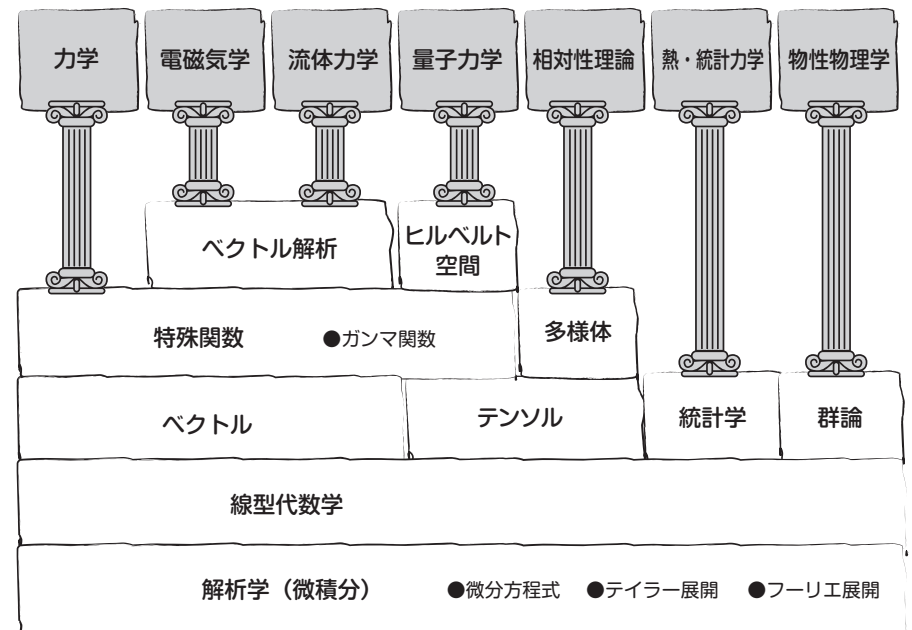 力学
電磁気学
流体力学
量子力学
相対性理論
熱・統計力学
物性物理学
ベクトル解析
ヒルベルト
空間
特殊関数 ●ガンマ関数
多様体
ベクトル
テンソル
統計学
群論
線型代数学
解析学（微積分） ●微分方程式 ●テイラー展開 ●フーリエ展開